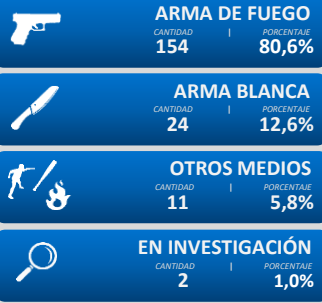 ARMA DE FUEGO
CANTIDAD | PORCENTAJE
154 80,6%
ARMA BLANCA
CANTIDAD | PORCENTAJE
24 12,6%
OTROS MEDIOS
CANTIDAD | PORCENTAJE
11 5,8%
EN INVESTIGACIÓN
CANTIDAD | PORCENTAJE
2 1,0%